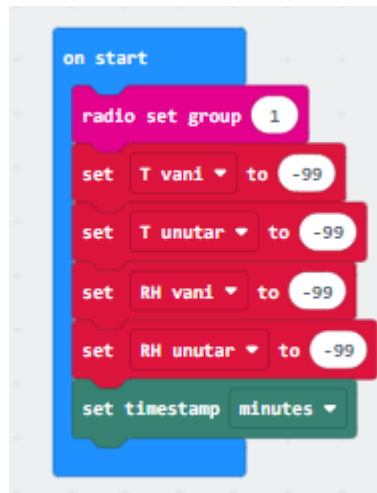 on start
radio set group 1
set T vani to -99
set T unutar to -99
set RH vani to -99
set RH unutar to -99
set timestamp minutes